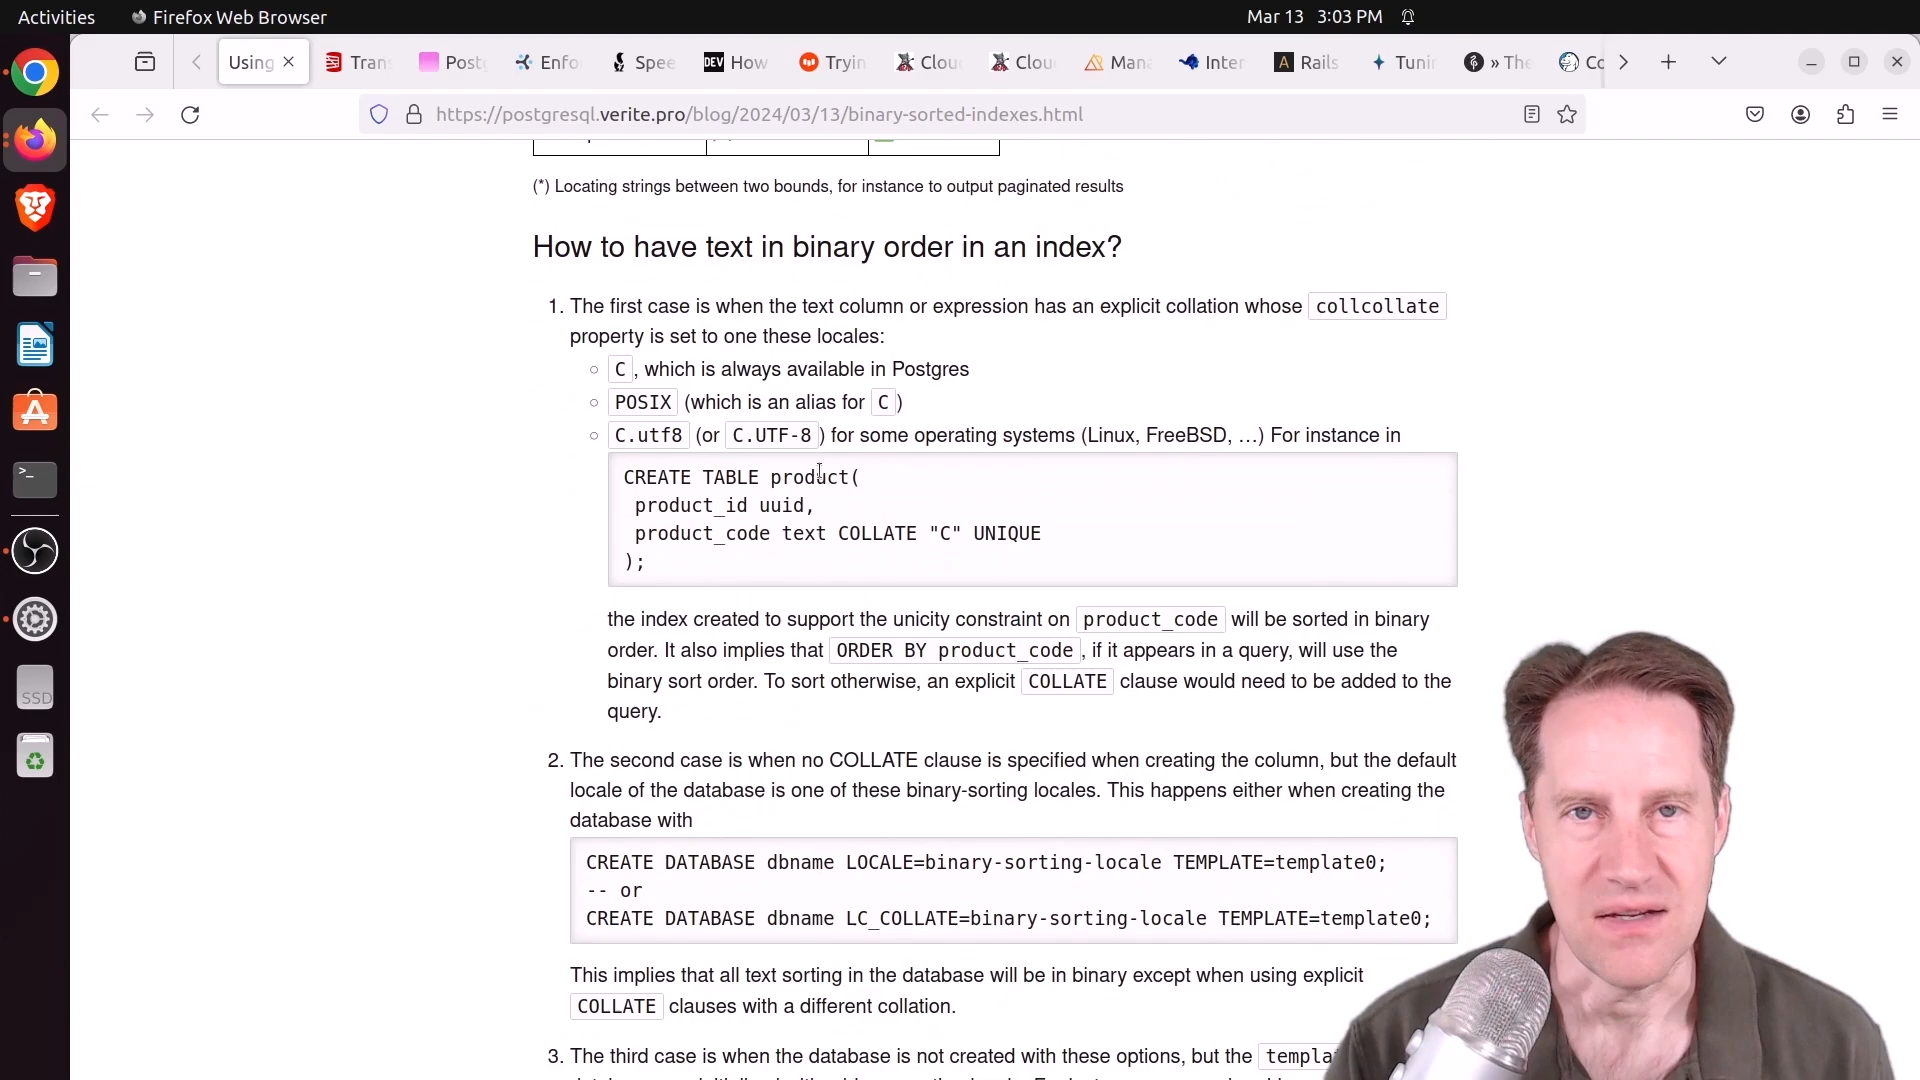 Activities
Firefox Web Browser
Mar 13 3:03 PM
Using
Tran
Postg
Enfo
Spee
DEV How
Tryin
Clou
Clou
Mana
Inter
Rails
Tuni
» The
Co
https://postgresql.verite.pro/blog/2024/03/13/binary-sorted-indexes.html
(*) Locating strings between two bounds, for instance to output paginated results
How to have text in binary order in an index?
1. The first case is when the text column or expression has an explicit collation whose collcollate
property is set to one these locales:
○ C, which is always available in Postgres
○ POSIX (which is an alias for C)
○ C.utf8 (or C.UTF-8) for some operating systems (Linux, FreeBSD, …) For instance in
CREATE TABLE product(
product_id uuid,
product_code text COLLATE "C" UNIQUE
);
the index created to support the unicity constraint on product_code will be sorted in binary
order. It also implies that ORDER BY product_code, if it appears in a query, will use the
binary sort order. To sort otherwise, an explicit COLLATE clause would need to be added to the
query.
2. The second case is when no COLLATE clause is specified when creating the column, but the default
locale of the database is one of these binary-sorting locales. This happens either when creating the
database with
CREATE DATABASE dbname LOCALE=binary-sorting-locale TEMPLATE=template0;
-- or
CREATE DATABASE dbname LC_COLLATE=binary-sorting-locale TEMPLATE=template0;
This implies that all text sorting in the database will be in binary except when using explicit
COLLATE clauses with a different collation.
3. The third case is when the database is not created with these options, but the templa
SSD